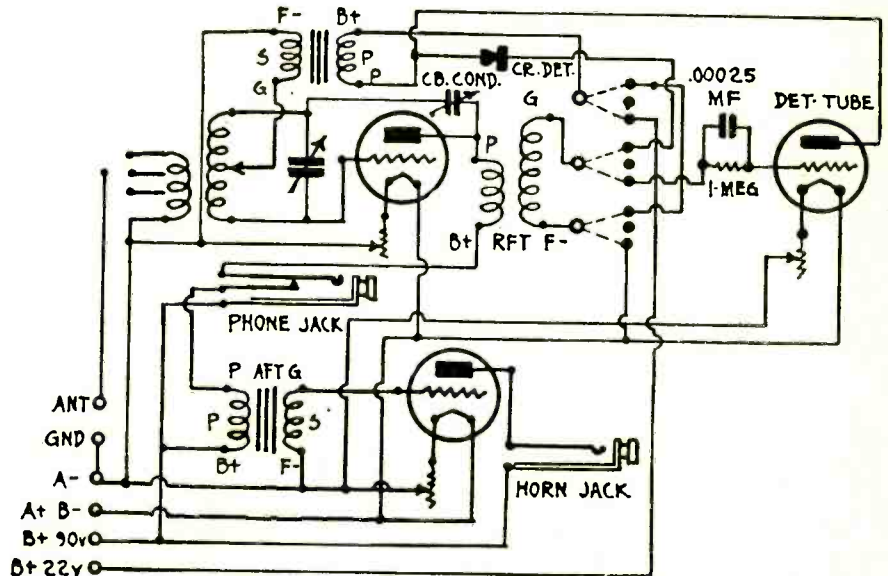 F- B+
S P
P
G
CB. COND.
CR. DET.
G
.00025
MF
DET. TUBE
P
1-MEG
B+ RFT F-
PHONE JACK
P AFT G
P S
B+ F-
ANT
GND
A-
A+ B-
B+ 90v
B+ 22v
HORN JACK